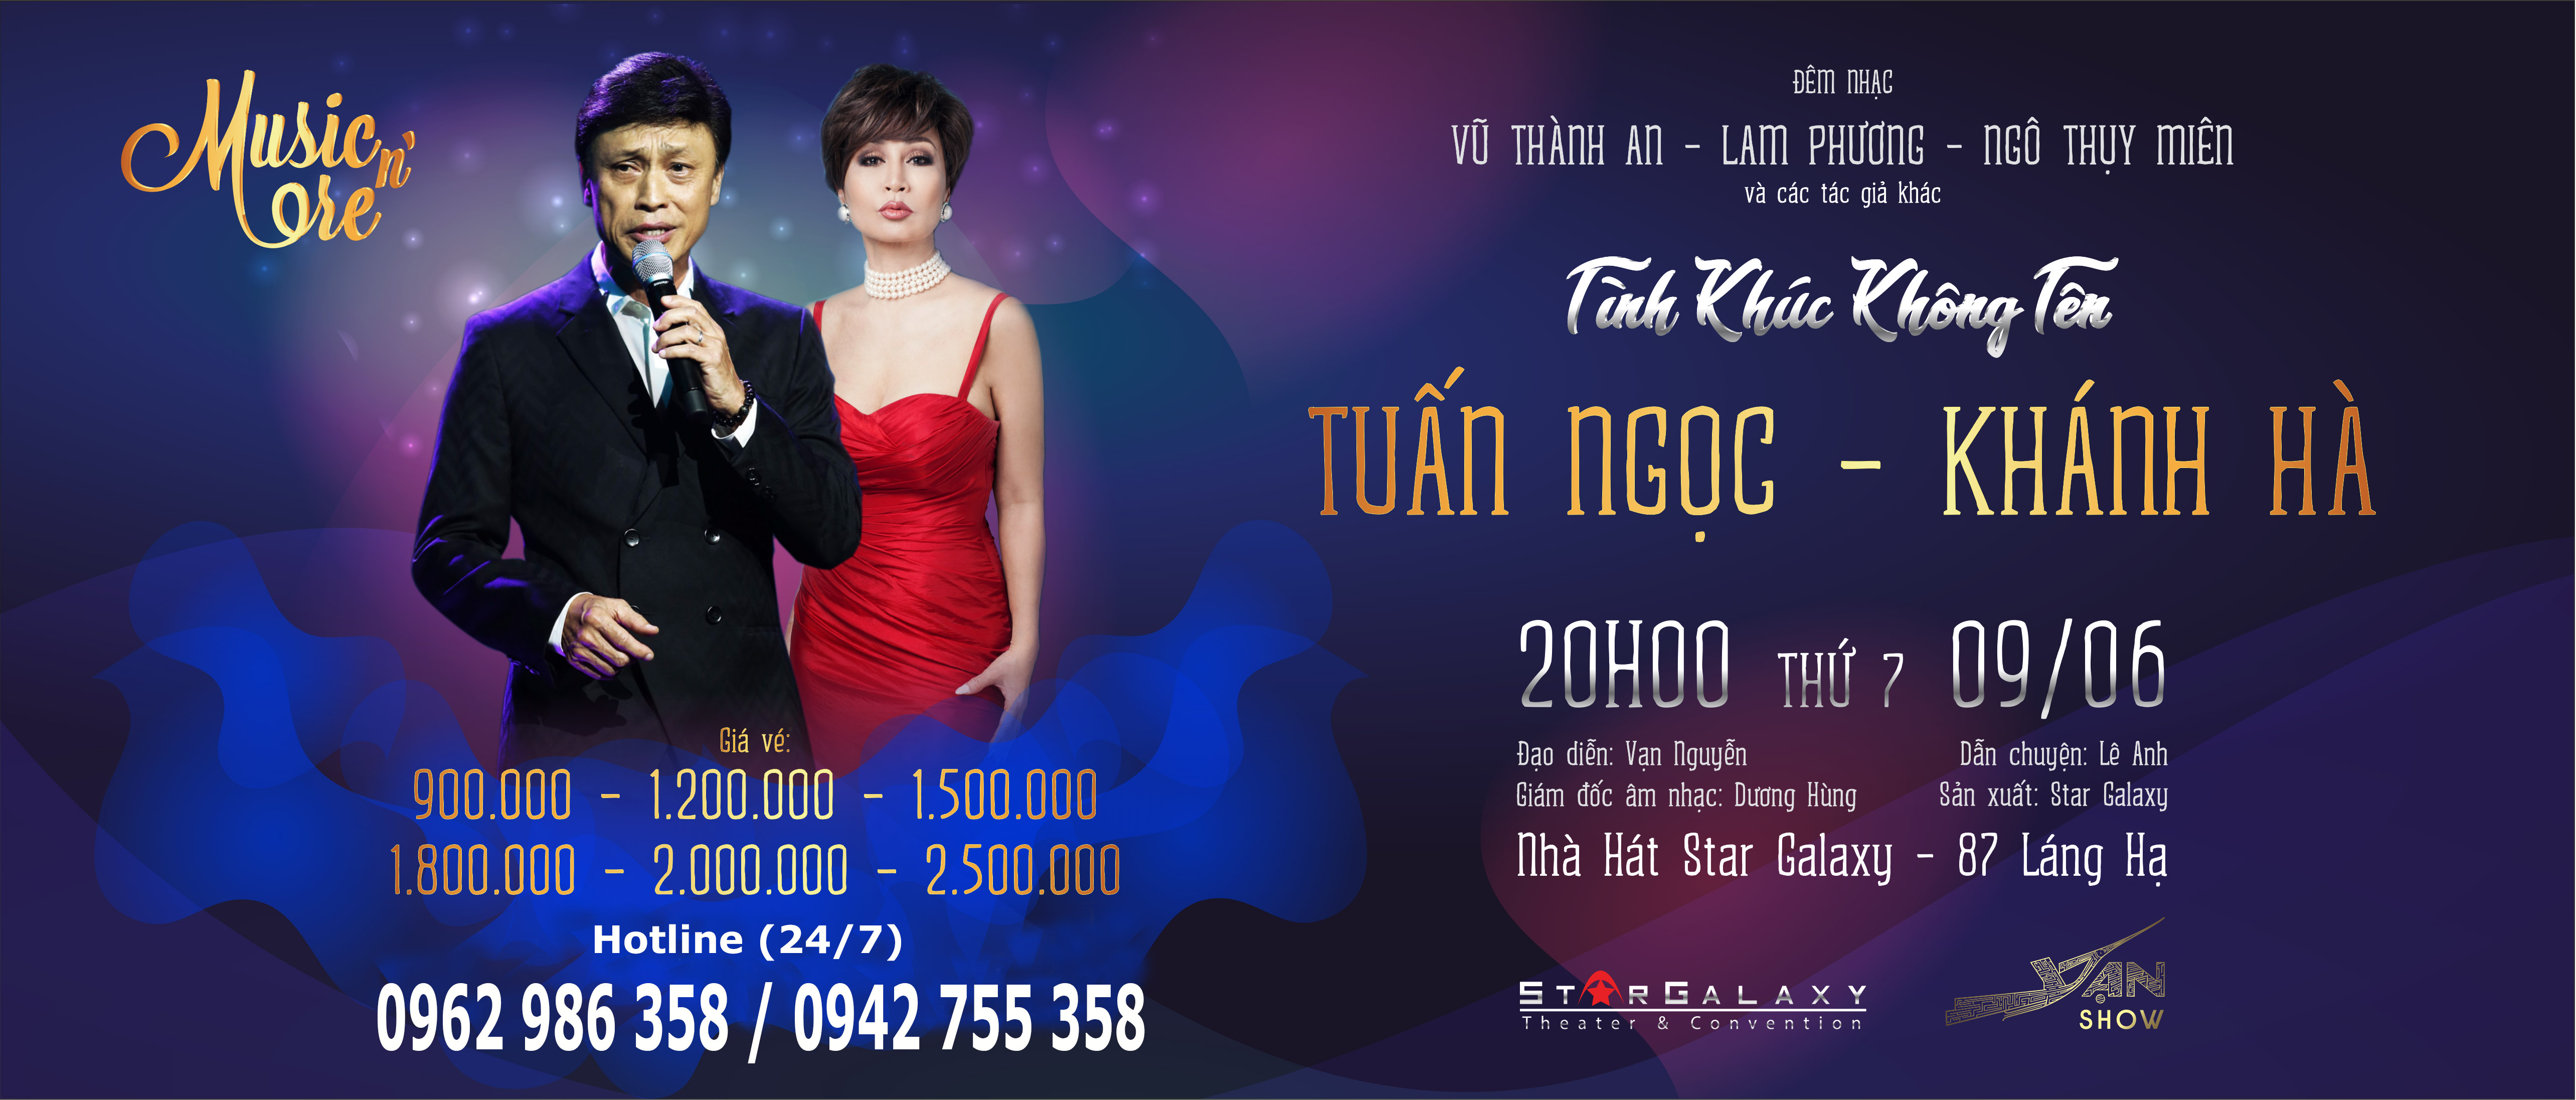 Music n'
ore
Giá vé:
900.000 - 1.200.000 - 1.500.000
1.800.000 - 2.000.000 - 2.500.000
Hotline (24/7)
0962 986 358 / 0942 755 358
ĐÊM NHẠC
VŨ THÀNH AN - LAM PHƯƠNG - NGÔ THỤY MIÊN
và các tác giả khác
Tình Khúc Không Tên
TUẤN NGỌC - KHÁNH HÀ
20H00 THỨ 7 09/06
Đạo diễn: Vạn Nguyễn Dẫn chuyện: Lê Anh
Giám đốc âm nhạc: Dương Hùng Sản xuất: Star Galaxy
Nhà Hát Star Galaxy - 87 Láng Hạ
STARGALAXY
Theater & Convention
VẠN
SHOW